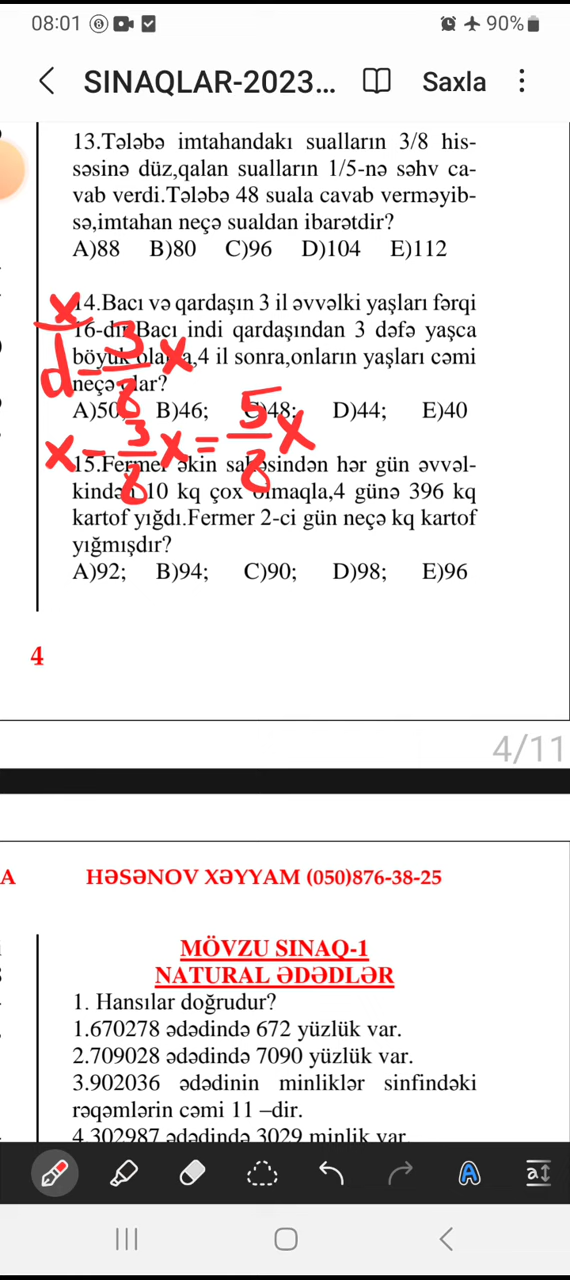 08:01 90%
SINAQLAR-2023... Saxla
13.Tələbə imtahandakı sualların 3/8 his-
səsinə düz,qalan sualların 1/5-nə səhv ca-
vab verdi.Tələbə 48 suala cavab verməyib-
sə,imtahan neçə sualdan ibarətdir?
A)88 B)80 C)96 D)104 E)112
x
14.Bacı və qardaşın 3 il əvvəlki yaşları fərqi
16-dır.Bacı indi qardaşından 3 dəfə yaşca
d – 3/8 x
böyük olarsa,4 il sonra,onların yaşları cəmi
neçə olar?
A)50; B)46; C)48; D)44; E)40
x – 3/8 x = 5/8 x
15.Fermer əkin sahəsindən hər gün əvvəl-
kindən 10 kq çox olmaqla,4 günə 396 kq
kartof yığdı.Fermer 2-ci gün neçə kq kartof
yığmışdır?
A)92; B)94; C)90; D)98; E)96
4
4/11
A HƏSƏNOV XƏYYAM (050)876-38-25
MÖVZU SINAQ-1
NATURAL ƏDƏDLƏR
1. Hansılar doğrudur?
1.670278 ədədində 672 yüzlük var.
2.709028 ədədində 7090 yüzlük var.
3.902036 ədədinin minliklər sinfindəki
rəqəmlərin cəmi 11 –dir.
4.302987 ədədində 3029 minlik var